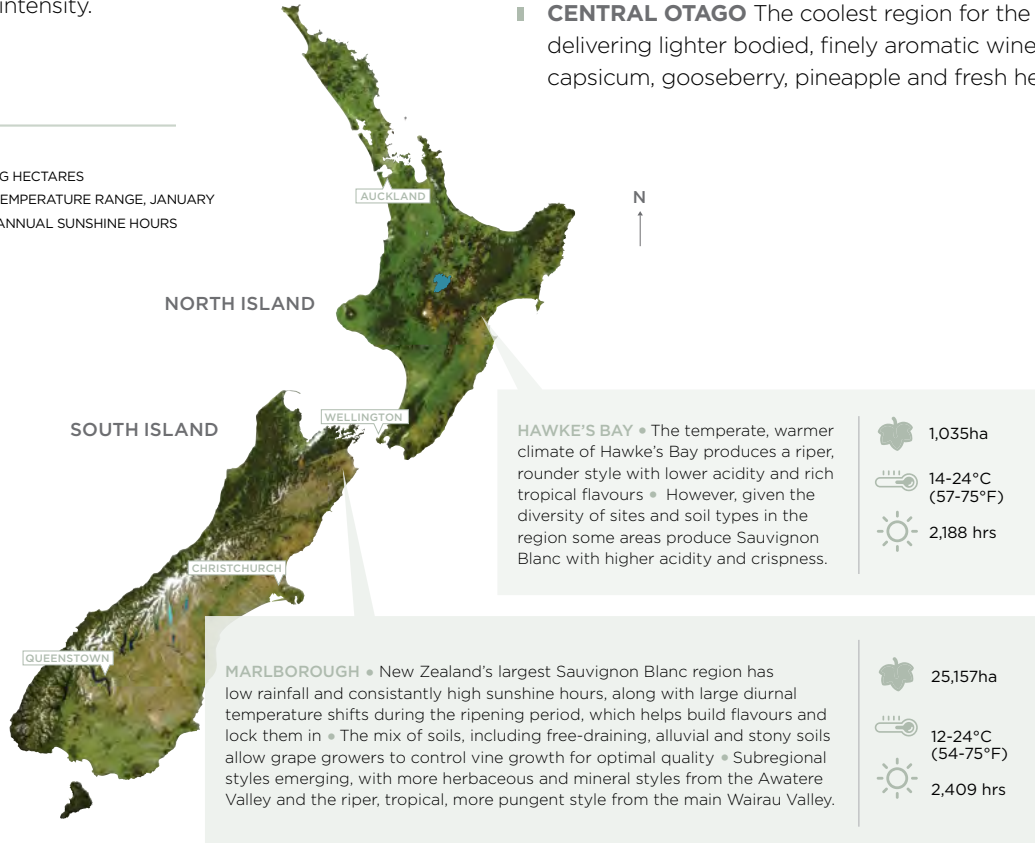 intensity.
CENTRAL OTAGO The coolest region for the
delivering lighter bodied, finely aromatic wine
capsicum, gooseberry, pineapple and fresh he
G HECTARES
EMPERATURE RANGE, JANUARY
ANNUAL SUNSHINE HOURS
AUCKLAND
N
NORTH ISLAND
SOUTH ISLAND
WELLINGTON
CHRISTCHURCH
QUEENSTOWN
HAWKE'S BAY • The temperate, warmer
climate of Hawke's Bay produces a riper,
rounder style with lower acidity and rich
tropical flavours • However, given the
diversity of sites and soil types in the
region some areas produce Sauvignon
Blanc with higher acidity and crispness.
1,035ha
14-24°C
(57-75°F)
2,188 hrs
MARLBOROUGH • New Zealand's largest Sauvignon Blanc region has
low rainfall and consistantly high sunshine hours, along with large diurnal
temperature shifts during the ripening period, which helps build flavours and
lock them in • The mix of soils, including free-draining, alluvial and stony soils
allow grape growers to control vine growth for optimal quality • Subregional
styles emerging, with more herbaceous and mineral styles from the Awatere
Valley and the riper, tropical, more pungent style from the main Wairau Valley.
25,157ha
12-24°C
(54-75°F)
2,409 hrs